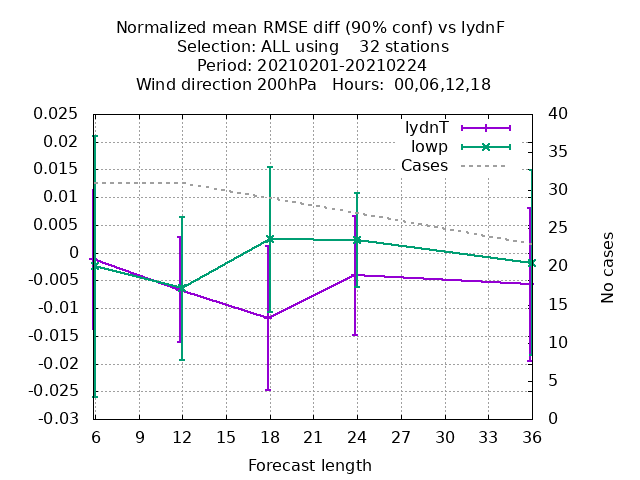 Normalized mean RMSE diff (90% conf) vs lydnF
Selection: ALL using    32 stations
Period: 20210201-20210224
Wind direction 200hPa   Hours:  00,06,12,18
0.025
0.02
0.015
0.01
0.005
0
-0.005
-0.01
-0.015
-0.02
-0.025
-0.03
lydnT
lowp
Cases
40
35
30
25
20
15
10
5
0
No cases
6 9 12 15 18 21 24 27 30 33 36
Forecast length